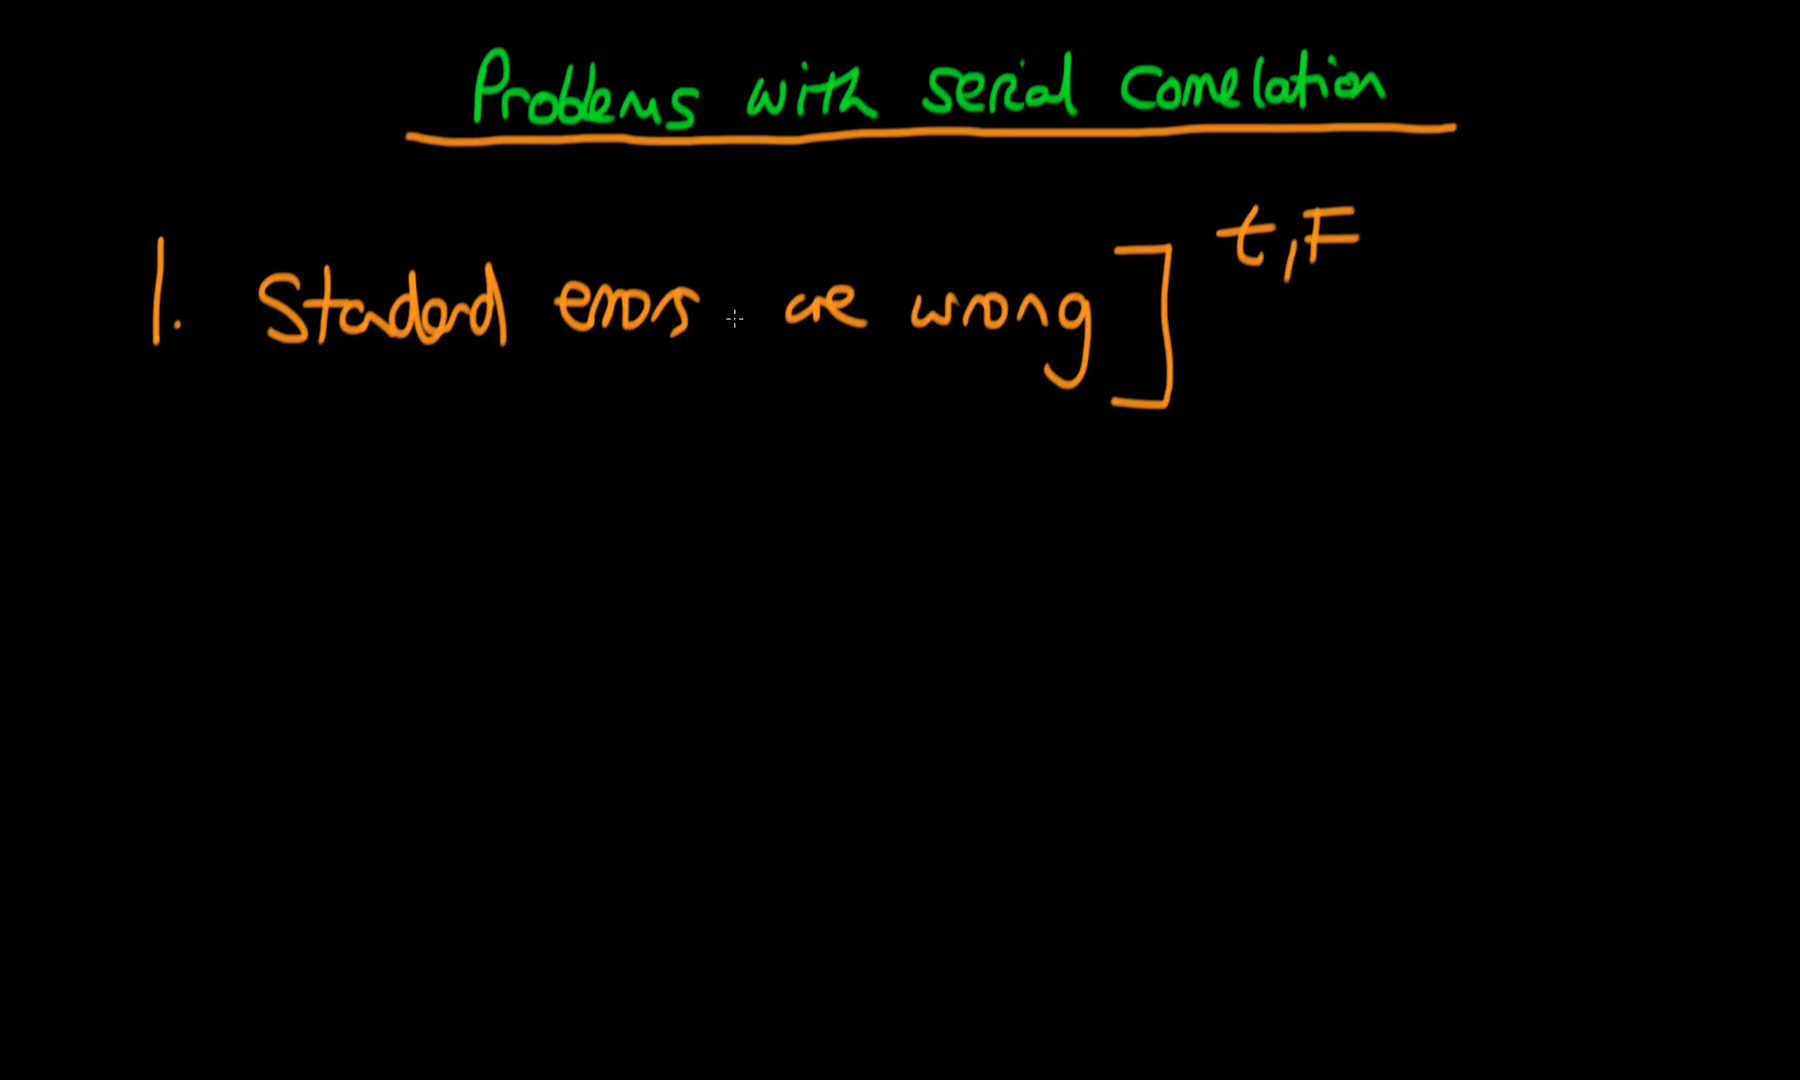 Problems with serial correlation
1. Standard errors are wrong ] t, F